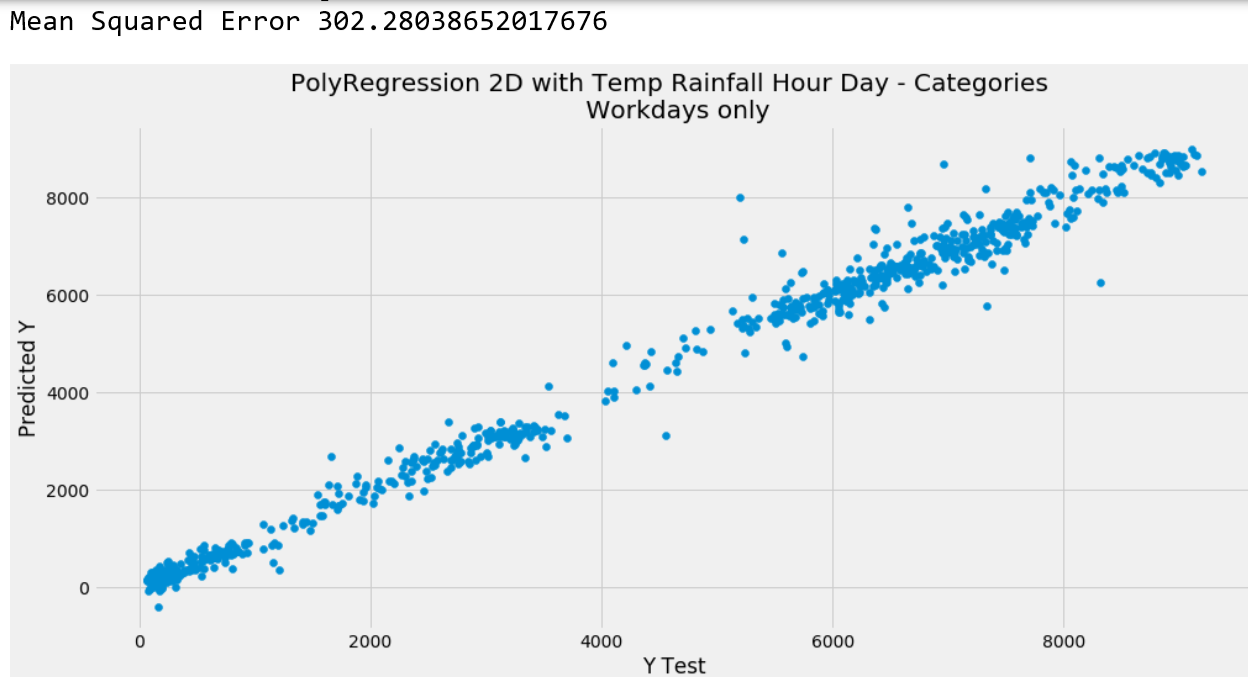 Mean Squared Error 302.28038652017676
PolyRegression 2D with Temp Rainfall Hour Day - Categories
Workdays only
8000
6000
4000
2000
0
Predicted Y
0 2000 4000 6000 8000
Y Test